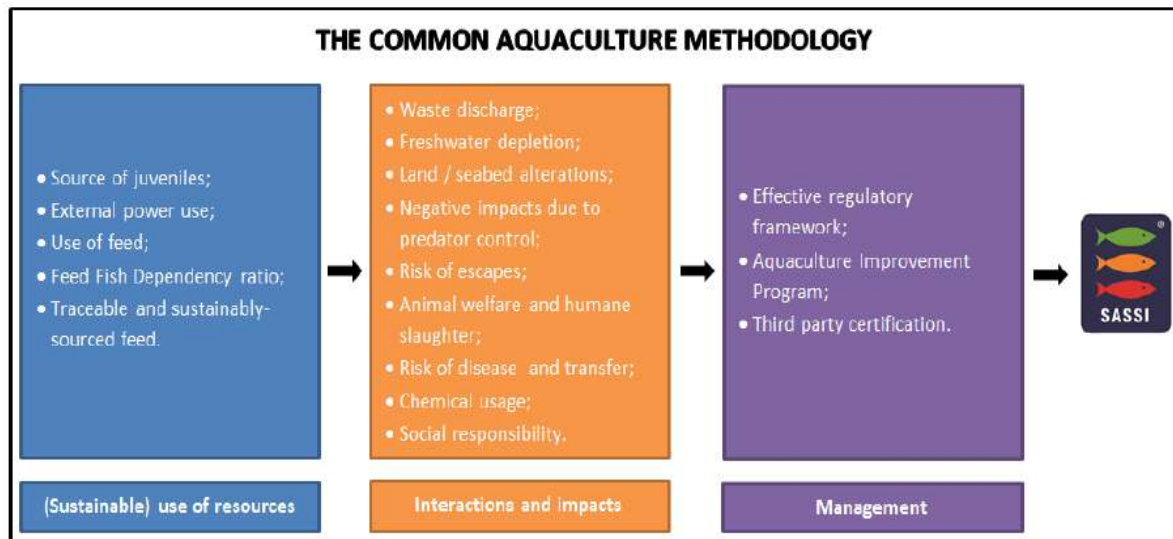 THE COMMON AQUACULTURE METHODOLOGY
• Source of juveniles;
• External power use;
• Use of feed;
• Feed Fish Dependency ratio;
• Traceable and sustainably-
sourced feed.
(Sustainable) use of resources
• Waste discharge;
• Freshwater depletion;
• Land / seabed alterations;
• Negative impacts due to
predator control;
• Risk of escapes;
• Animal welfare and humane
slaughter;
• Risk of disease and transfer;
• Chemical usage;
• Social responsibility.
Interactions and impacts
• Effective regulatory
framework;
• Aquaculture Improvement
Program;
• Third party certification.
Management
®
SASSI